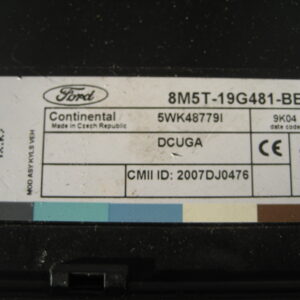 Ford
8M5T-19G481-BE
Continental
Made in Czech Republic
5WK48779I
9K04
date code
DCUGA
CE
CMII ID: 2007DJ0476
MOD ASY KYLS VEH